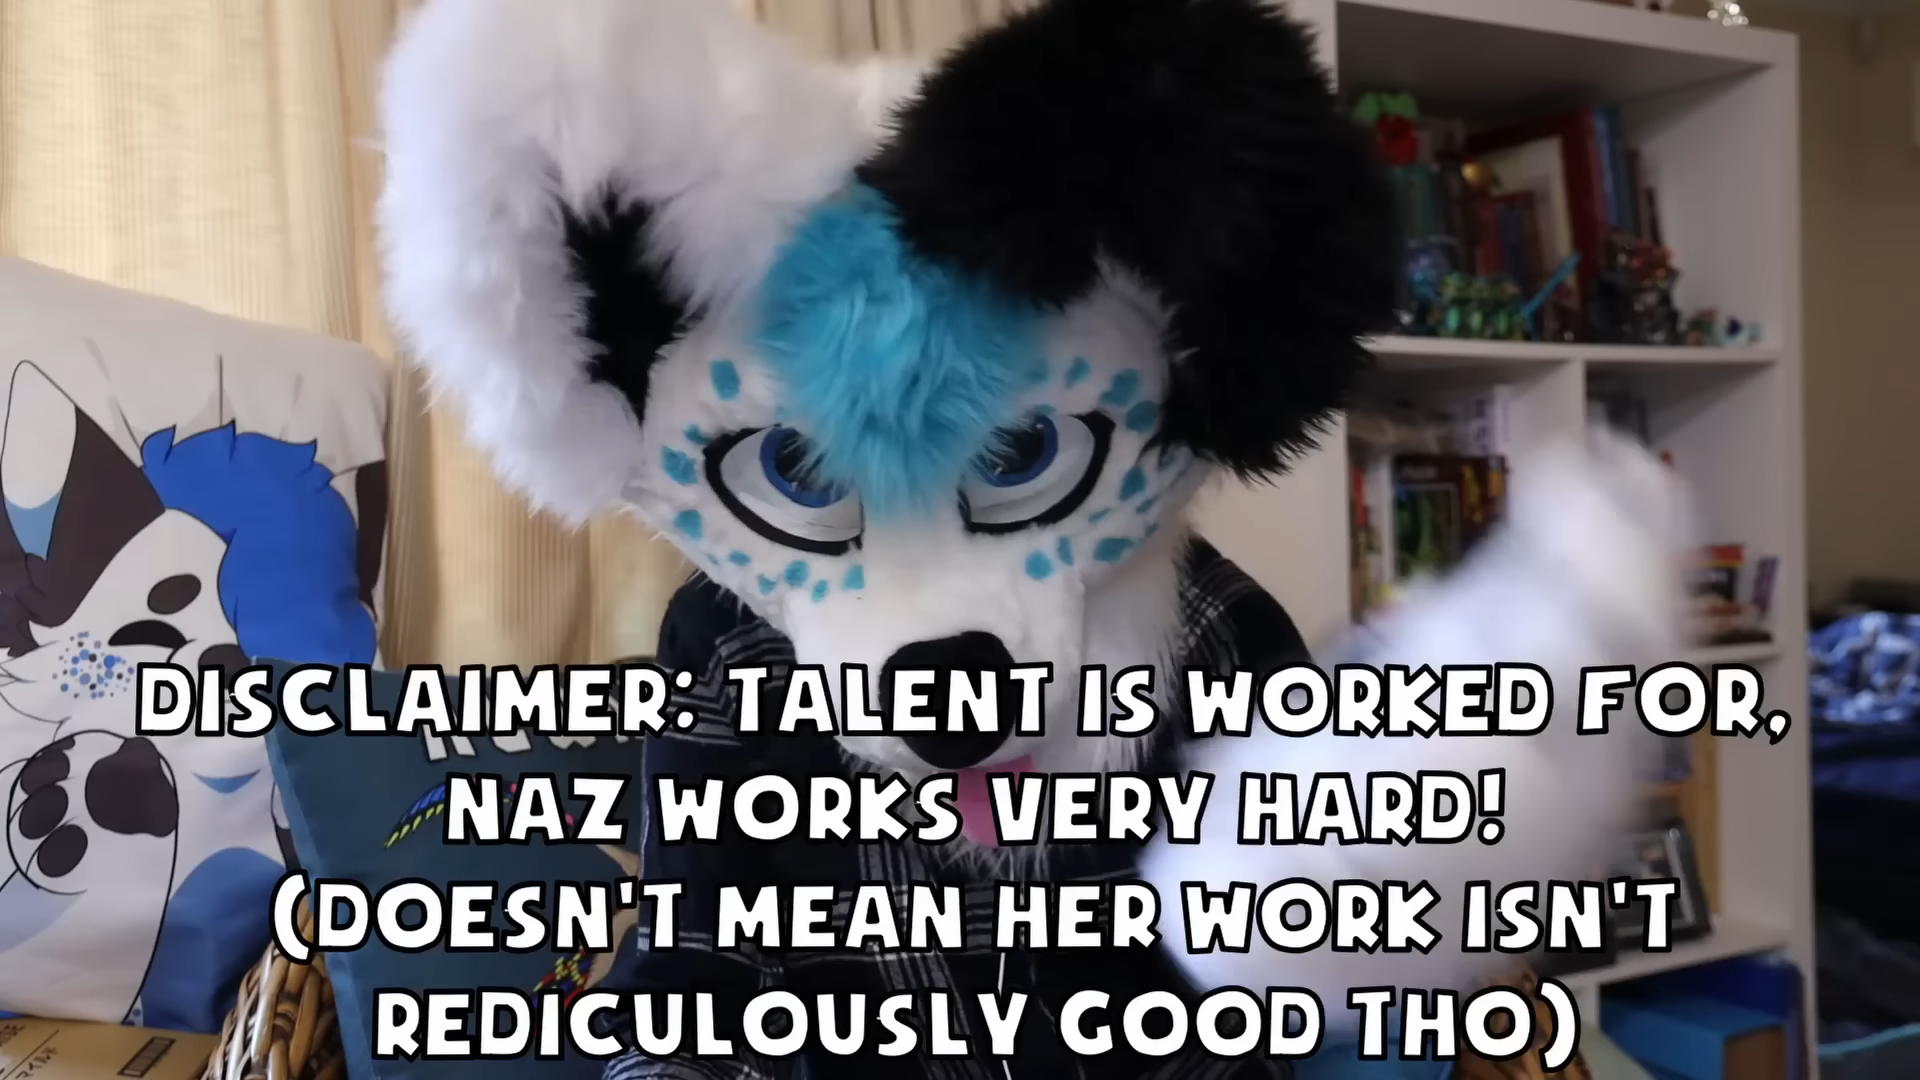 DISCLAIMER: TALENT IS WORKED FOR,
NAZ WORKS VERY HARD!
(DOESN'T MEAN HER WORK ISN'T
REDICULOUSLY GOOD THO)